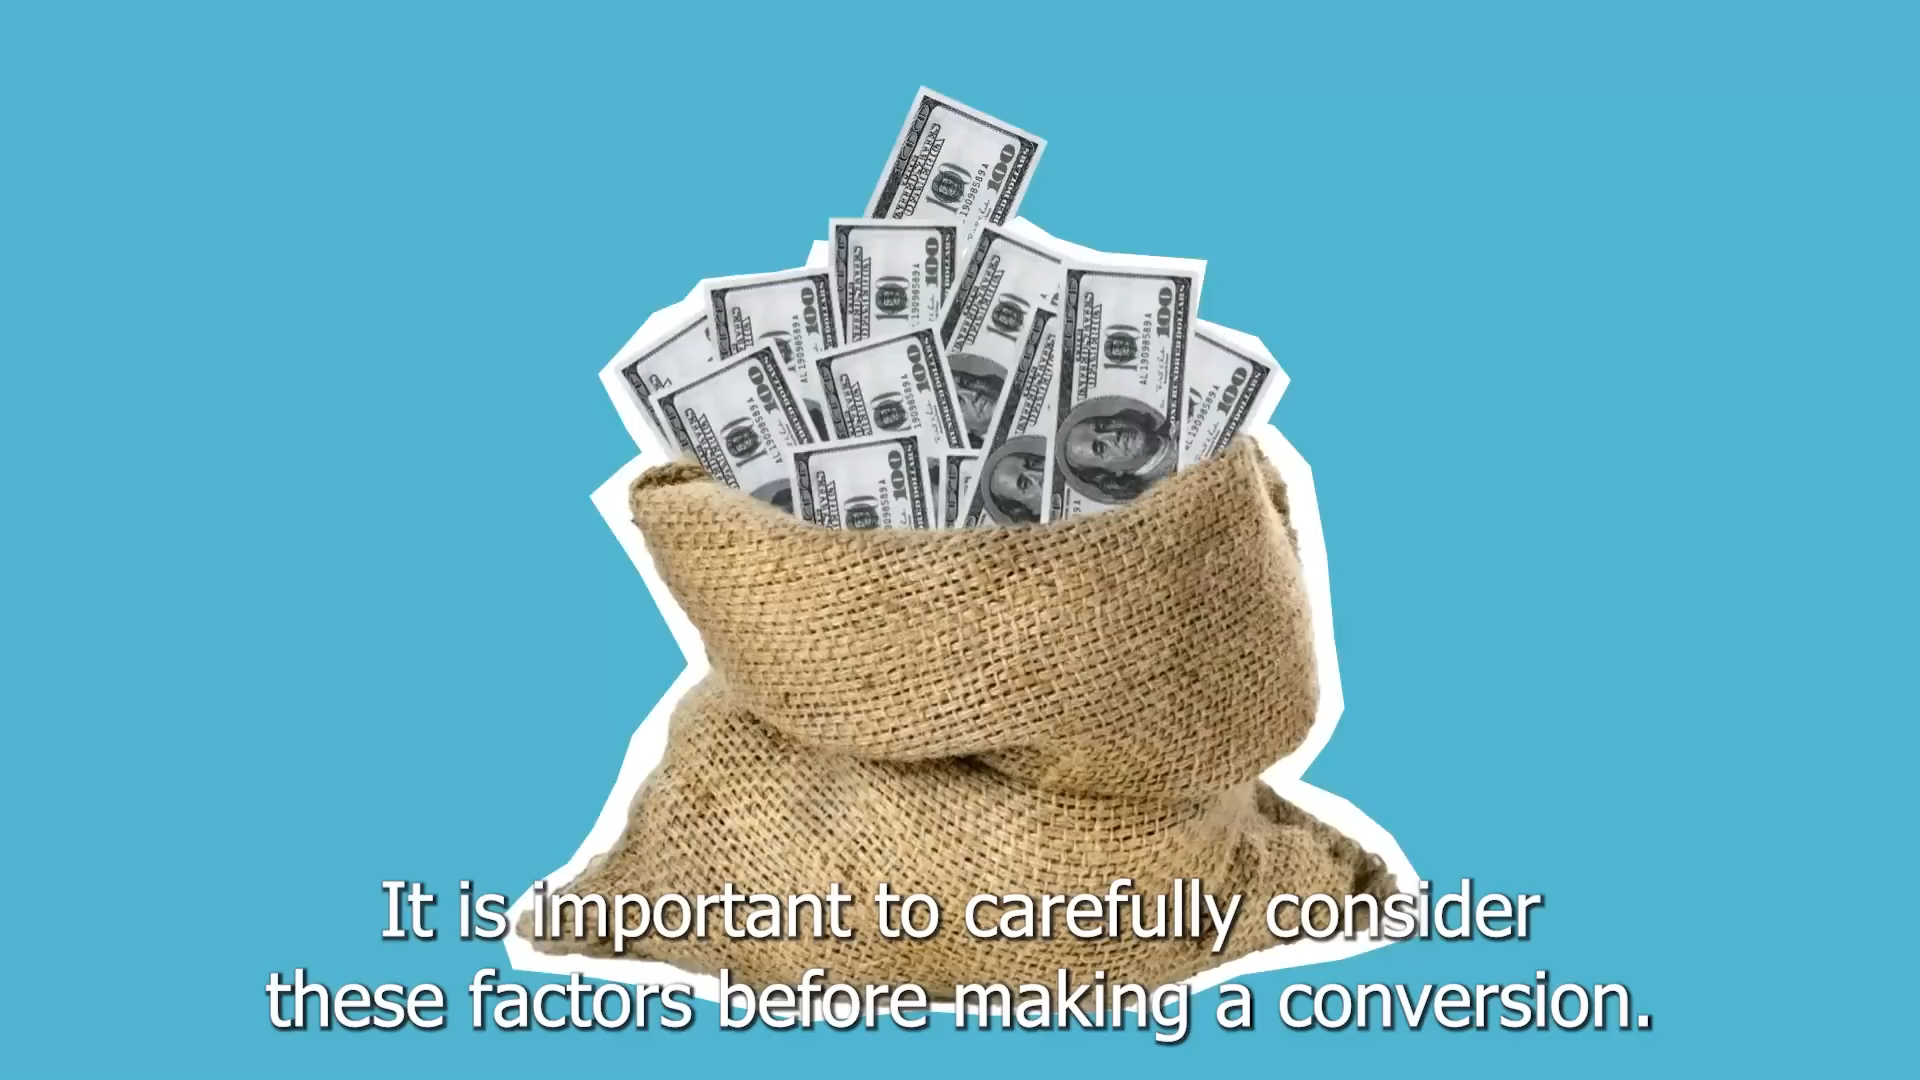 It is important to carefully consider
these factors before making a conversion.